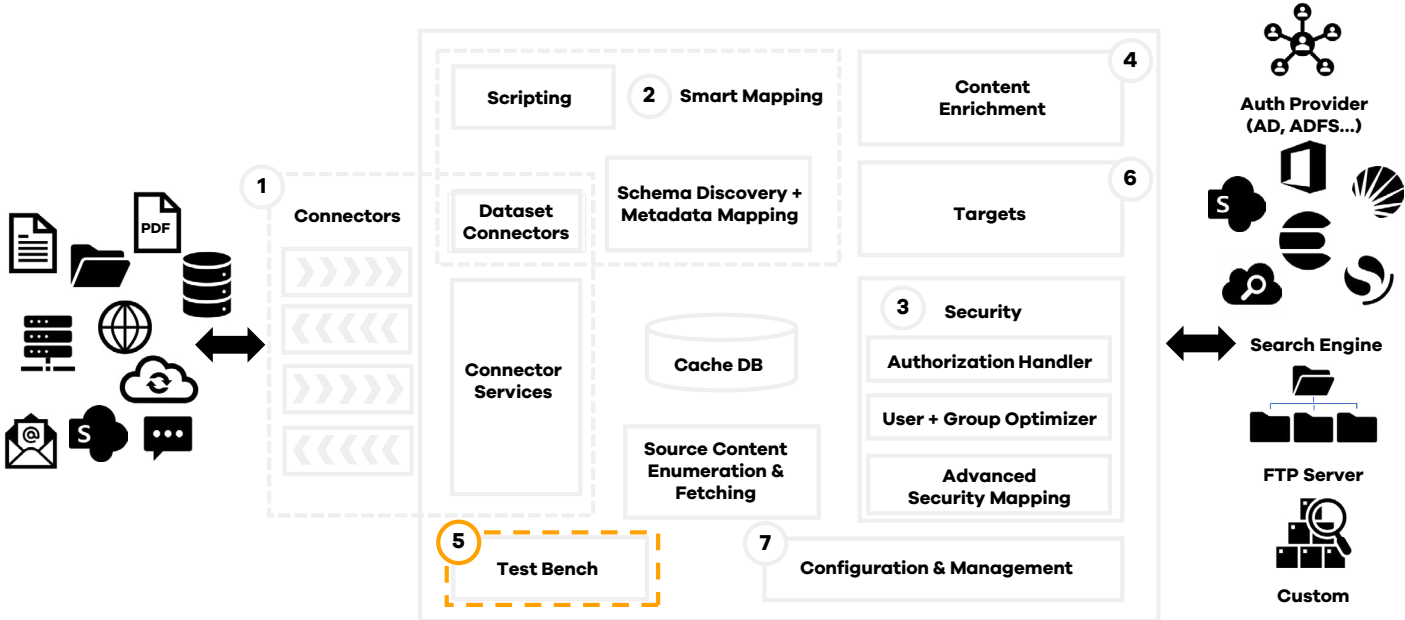 Scripting
2
Smart Mapping
4
Content
Enrichment
Auth Provider
(AD, ADFS...)
1
Connectors
Dataset
Connectors
Schema Discovery +
Metadata Mapping
6
Targets
PDF
S
S
3
Security
Authorization Handler
User + Group Optimizer
Advanced
Security Mapping
Connector
Services
Cache DB
Source Content
Enumeration &
Fetching
Search Engine
@
S
FTP Server
5
Test Bench
7
Configuration & Management
Custom